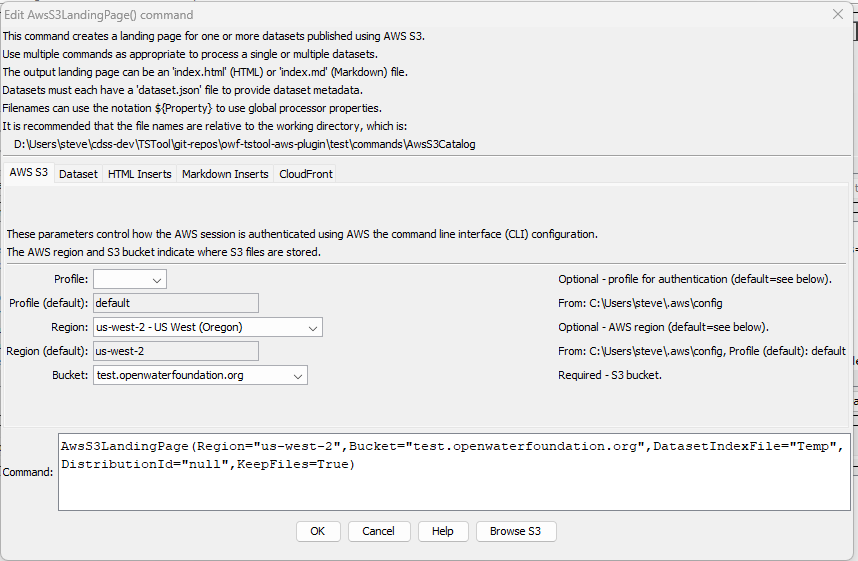 Edit AwsS3LandingPage() command
This command creates a landing page for one or more datasets published using AWS S3.
Use multiple commands as appropriate to process a single or multiple datasets.
The output landing page can be an 'index.html' (HTML) or 'index.md' (Markdown) file.
Datasets must each have a 'dataset.json' file to provide dataset metadata.
Filenames can use the notation ${Property} to use global processor properties.
It is recommended that the file names are relative to the working directory, which is:
D:\Users\steve\cdss-dev\TSTool\git-repos\owf-tstool-aws-plugin\test\commands\AwsS3Catalog
AWS S3 Dataset HTML Inserts Markdown Inserts CloudFront
These parameters control how the AWS session is authenticated using AWS the command line interface (CLI) configuration.
The AWS region and S3 bucket indicate where S3 files are stored.
Profile: Optional - profile for authentication (default=see below).
Profile (default): default From: C:\Users\steve\.aws\config
Region: us-west-2 - US West (Oregon) Optional - AWS region (default=see below).
Region (default): us-west-2 From: C:\Users\steve\.aws\config, Profile (default): default
Bucket: test.openwaterfoundation.org Required - S3 bucket.
Command: AwsS3LandingPage(Region="us-west-2",Bucket="test.openwaterfoundation.org",DatasetIndexFile="Temp",
DistributionId="null",KeepFiles=True)
OK Cancel Help Browse S3